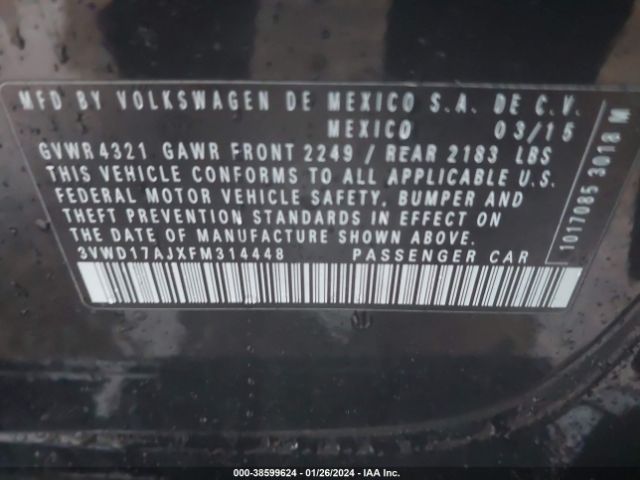 MFD BY VOLKSWAGEN DE MEXICO S.A. DE C.V.
MEXICO 03/15
GVWR 4321 GAWR FRONT 2249 / REAR 2183 LBS
THIS VEHICLE CONFORMS TO ALL APPLICABLE U.S.
FEDERAL MOTOR VEHICLE SAFETY, BUMPER AND
THEFT PREVENTION STANDARDS IN EFFECT ON
THE DATE OF MANUFACTURE SHOWN ABOVE.
3VWD17AJXFM314448 PASSENGER CAR
1017085 3018 M
000-38599624 - 01/26/2024 - IAA Inc.